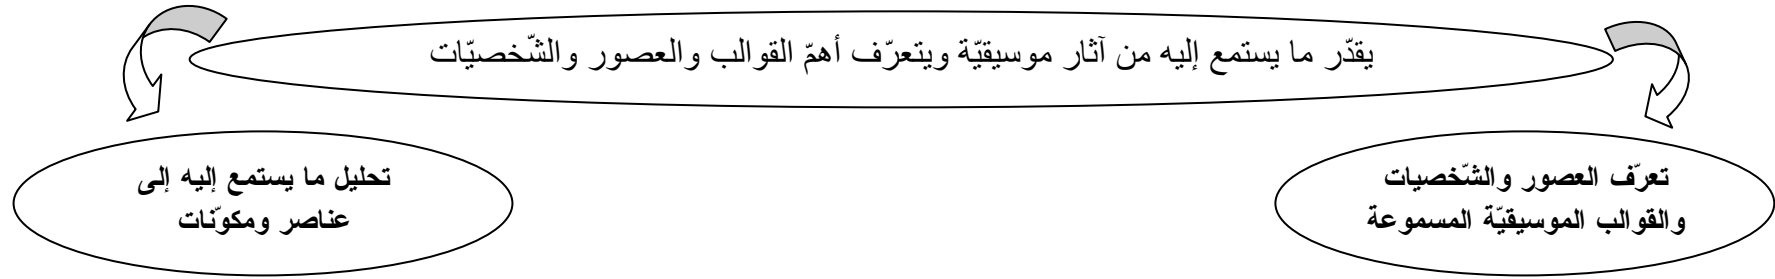 يقدّر ما يستمع إليه من آثار موسيقيّة ويتعرّف أهمّ القوالب والعصور والشّخصيّات
تعرّف العصور والشّخصيات
والقوالب الموسيقيّة المسموعة
تحليل ما يستمع إليه إلى
عناصر ومكوّنات